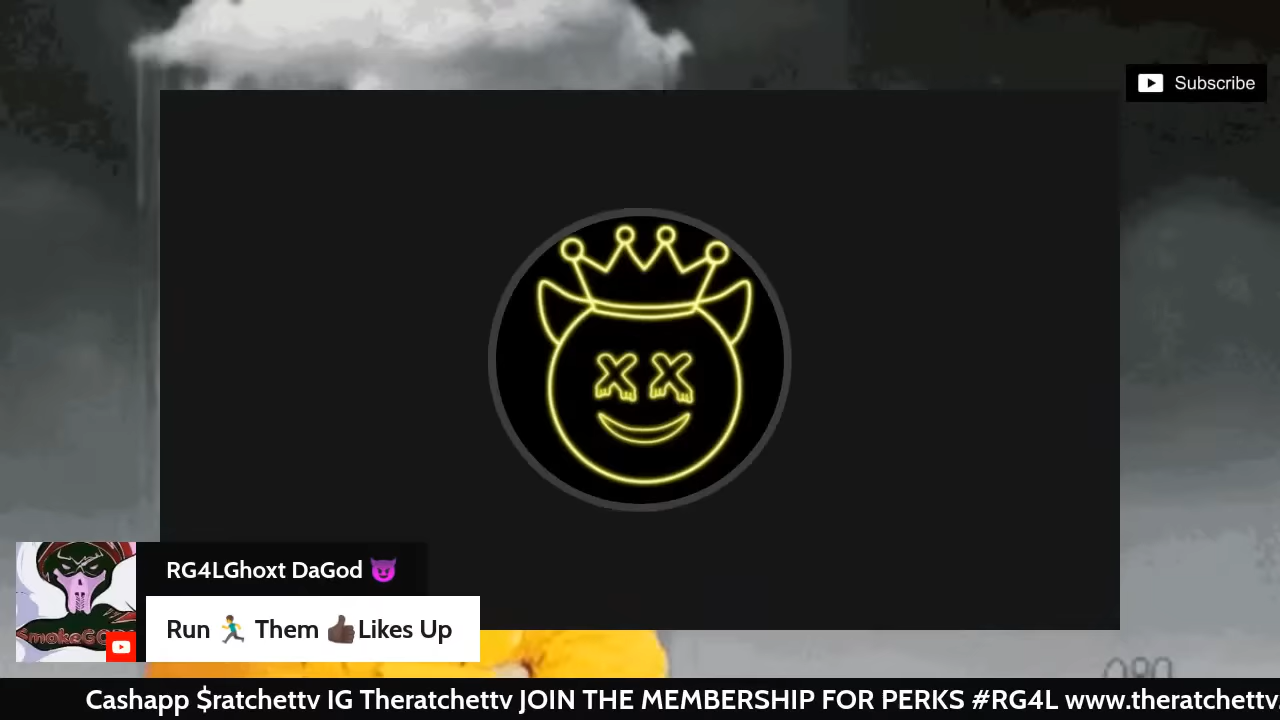 Subscribe
RG4LGhoxt DaGod 😈
Run 🏃‍♂️ Them 👍🏿Likes Up
Cashapp $ratchettv IG Theratchettv JOIN THE MEMBERSHIP FOR PERKS #RG4L www.theratchettv.